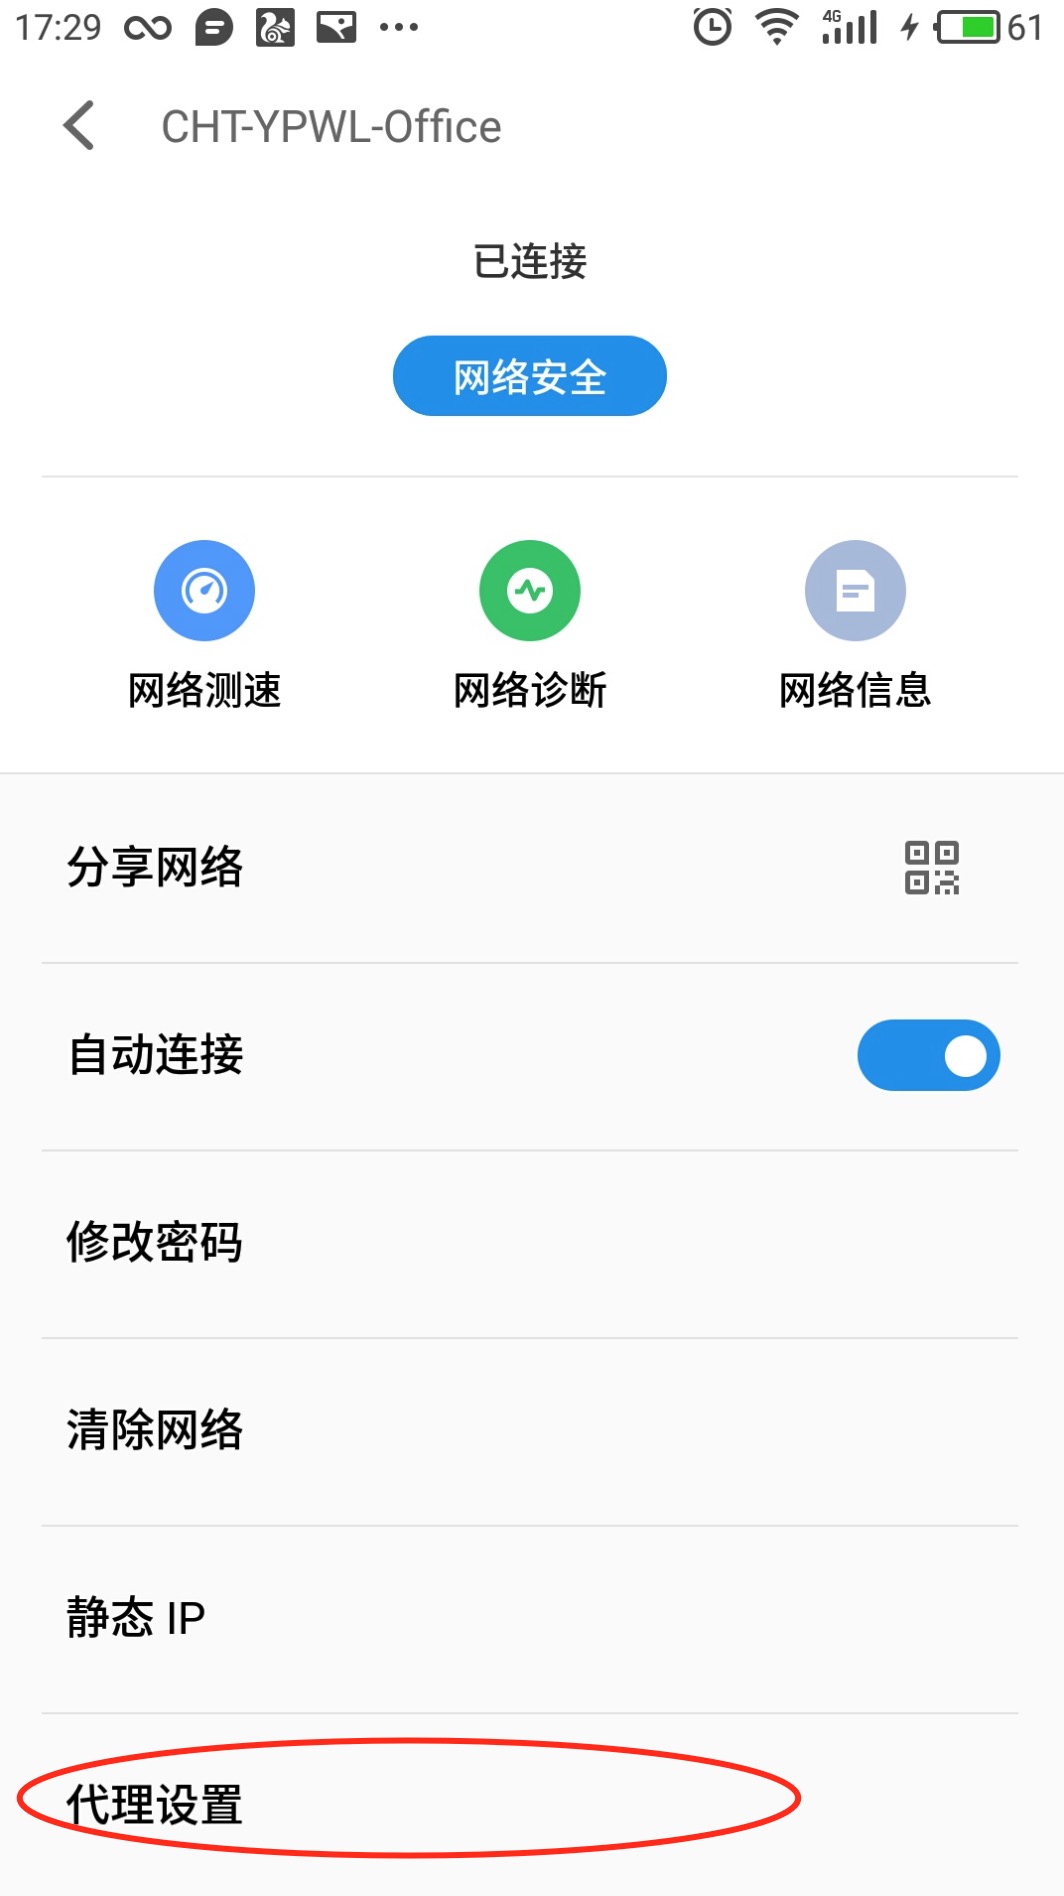 17:29 4G 61
CHT-YPWL-Office
已连接
网络安全
网络测速 网络诊断 网络信息
分享网络
自动连接
修改密码
清除网络
静态 IP
代理设置